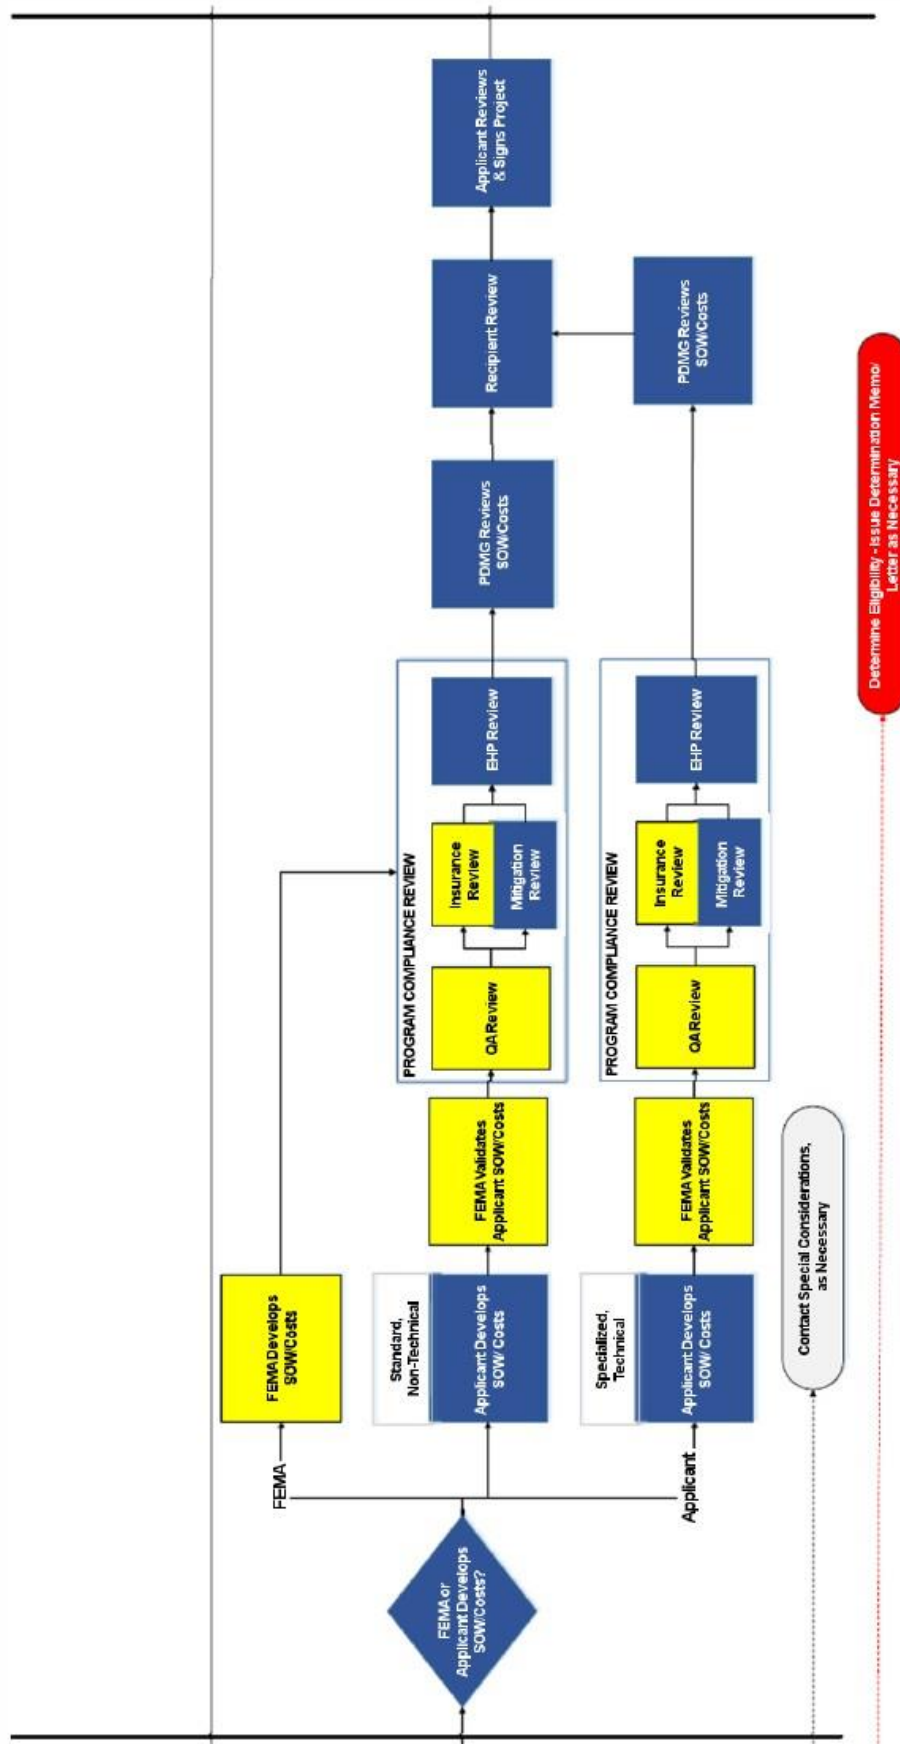 FEMA or
Applicant Develops
SOW/Costs?
FEMA
Applicant
FEMA Develops
SOW/Costs
Standard,
Non-Technical
Applicant Develops
SOW/ Costs
FEMA Validates
Applicant SOW/Costs
PROGRAM COMPLIANCE REVIEW
QA Review
Insurance
Review
Mitigation
Review
EHP Review
PDMG Reviews
SOW/Costs
Recipient Review
Applicant Reviews
& Signs Project
Specialized,
Technical
Applicant Develops
SOW/ Costs
FEMA Validates
Applicant SOW/Costs
PROGRAM COMPLIANCE REVIEW
QA Review
Insurance
Review
Mitigation
Review
EHP Review
PDMG Reviews
SOW/Costs
Contact Special Considerations,
as Necessary
Determine Eligibility - Issue Determination Memo/
Letter as Necessary